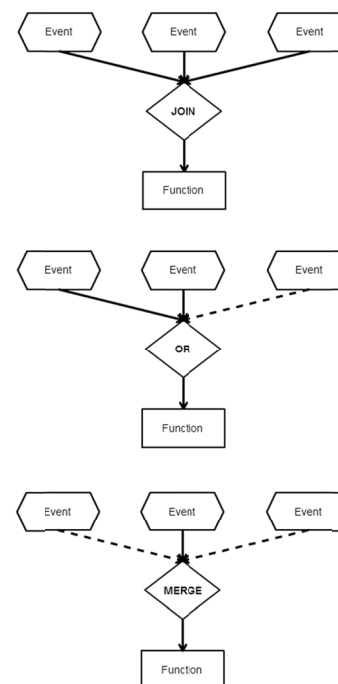 Event Event Event
JOIN
Function
Event Event Event
OR
Function
Event Event Event
MERGE
Function